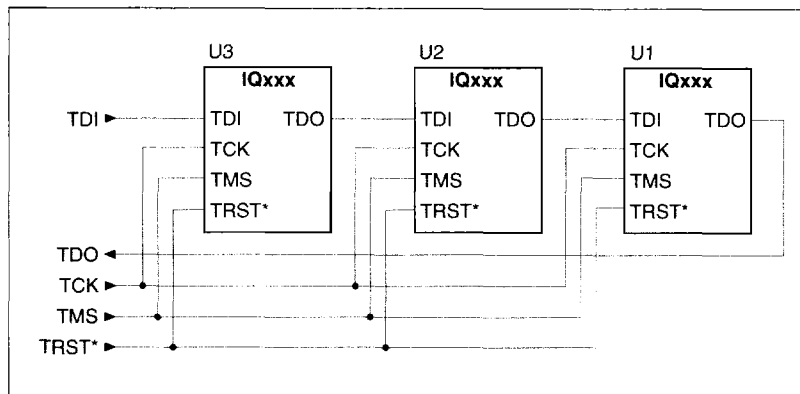 U3 U2 U1
IQxxx IQxxx IQxxx
TDI TDI TDO TDI TDO TDI TDO
TCK TCK TCK
TMS TMS TMS
TRST* TRST* TRST*
TDO
TCK
TMS
TRST*